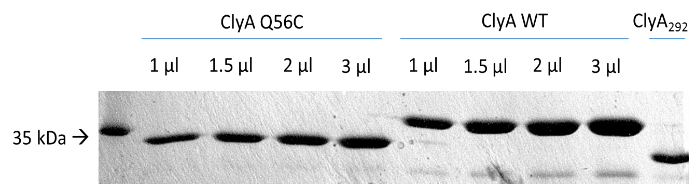 ClyA Q56C ClyA WT ClyA₂₉₂
1 µl 1.5 µl 2 µl 3 µl 1 µl 1.5 µl 2 µl 3 µl
35 kDa →